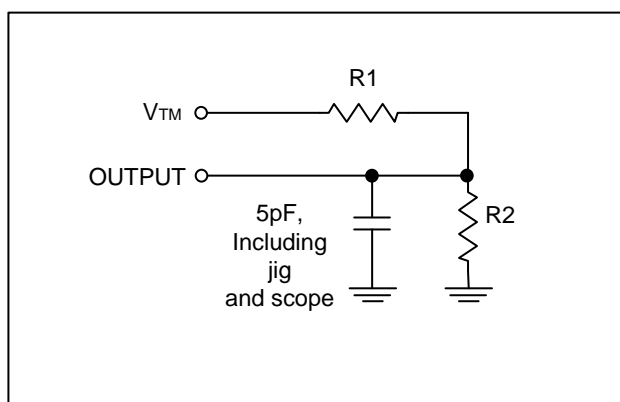 R1
VTM
OUTPUT
5pF,
Including
jig
and scope
R2